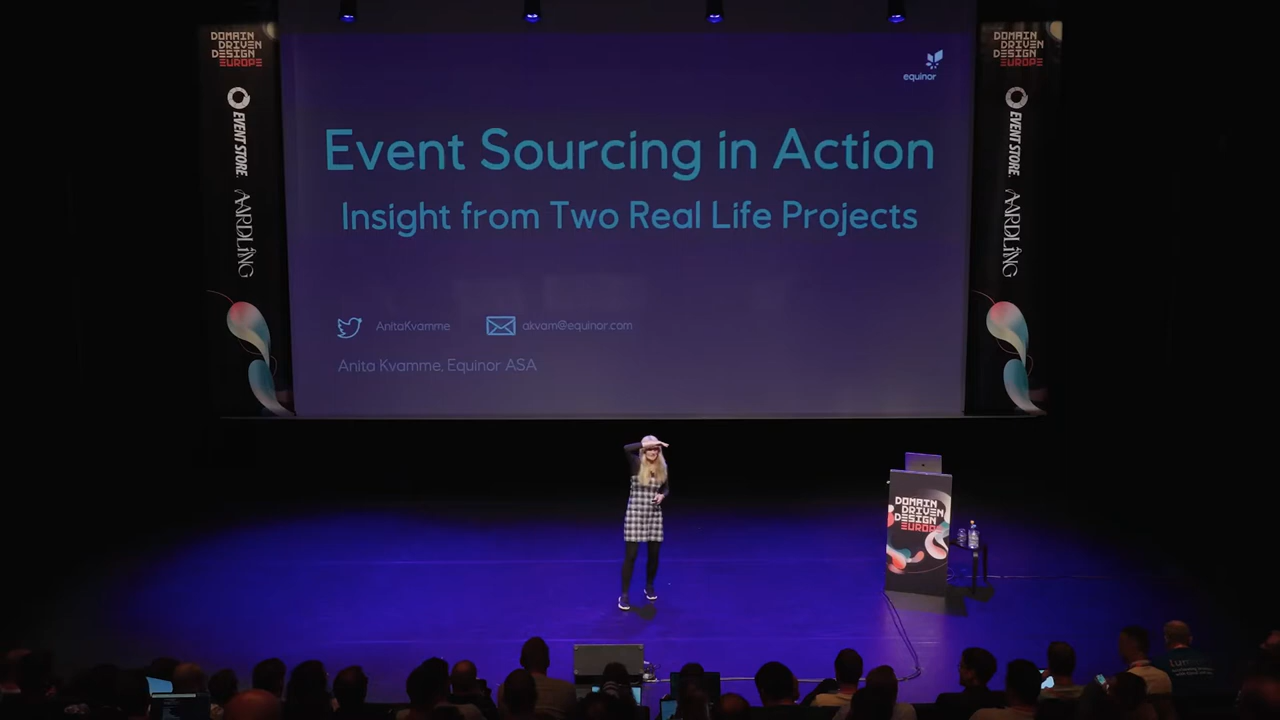 DOMAIN
DRIVEN
DESIGN
EUROPE
EVENT STORE
AARDLING
equinor
Event Sourcing in Action
Insight from Two Real Life Projects
AnitaKvamme
akvam@equinor.com
Anita Kvamme, Equinor ASA
DOMAIN
DRIVEN
DESIGN
EUROPE
EVENT STORE
AARDLING
DOMAIN
DRIVEN
DESIGN
EUROPE